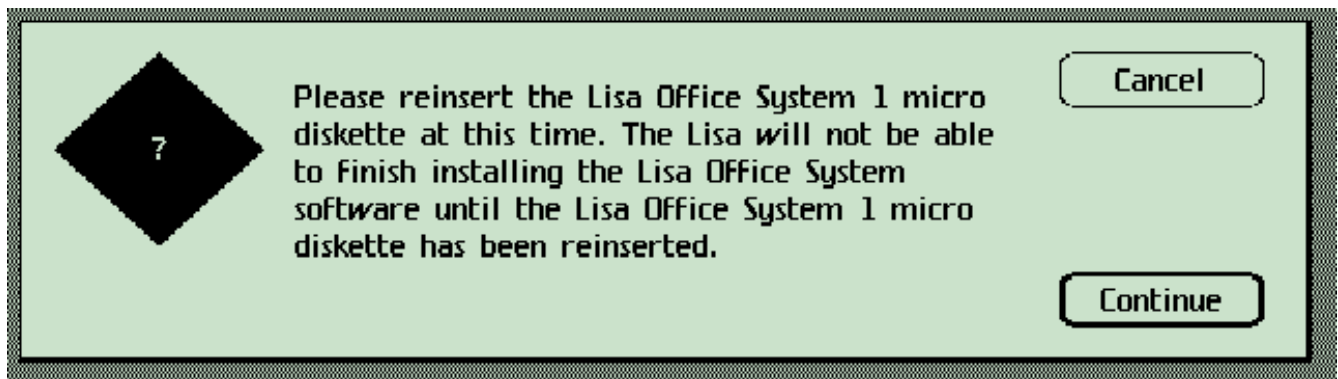 ?
Please reinsert the Lisa Office System 1 micro
diskette at this time. The Lisa will not be able
to finish installing the Lisa Office System
software until the Lisa Office System 1 micro
diskette has been reinserted.
Cancel
Continue